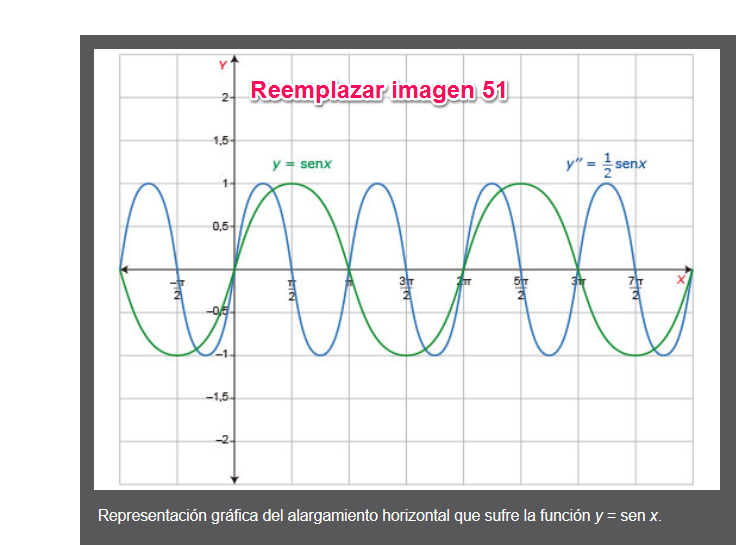 Y
Reemplazar imagen 51
2
1,5
y = senx
y″ = 1/2 senx
1
0,5
–π/2
π/2
π
3π/2
2π
5π/2
3π
7π/2
X
–0,5
–1
–1,5
–2
Representación gráfica del alargamiento horizontal que sufre la función y = sen x.